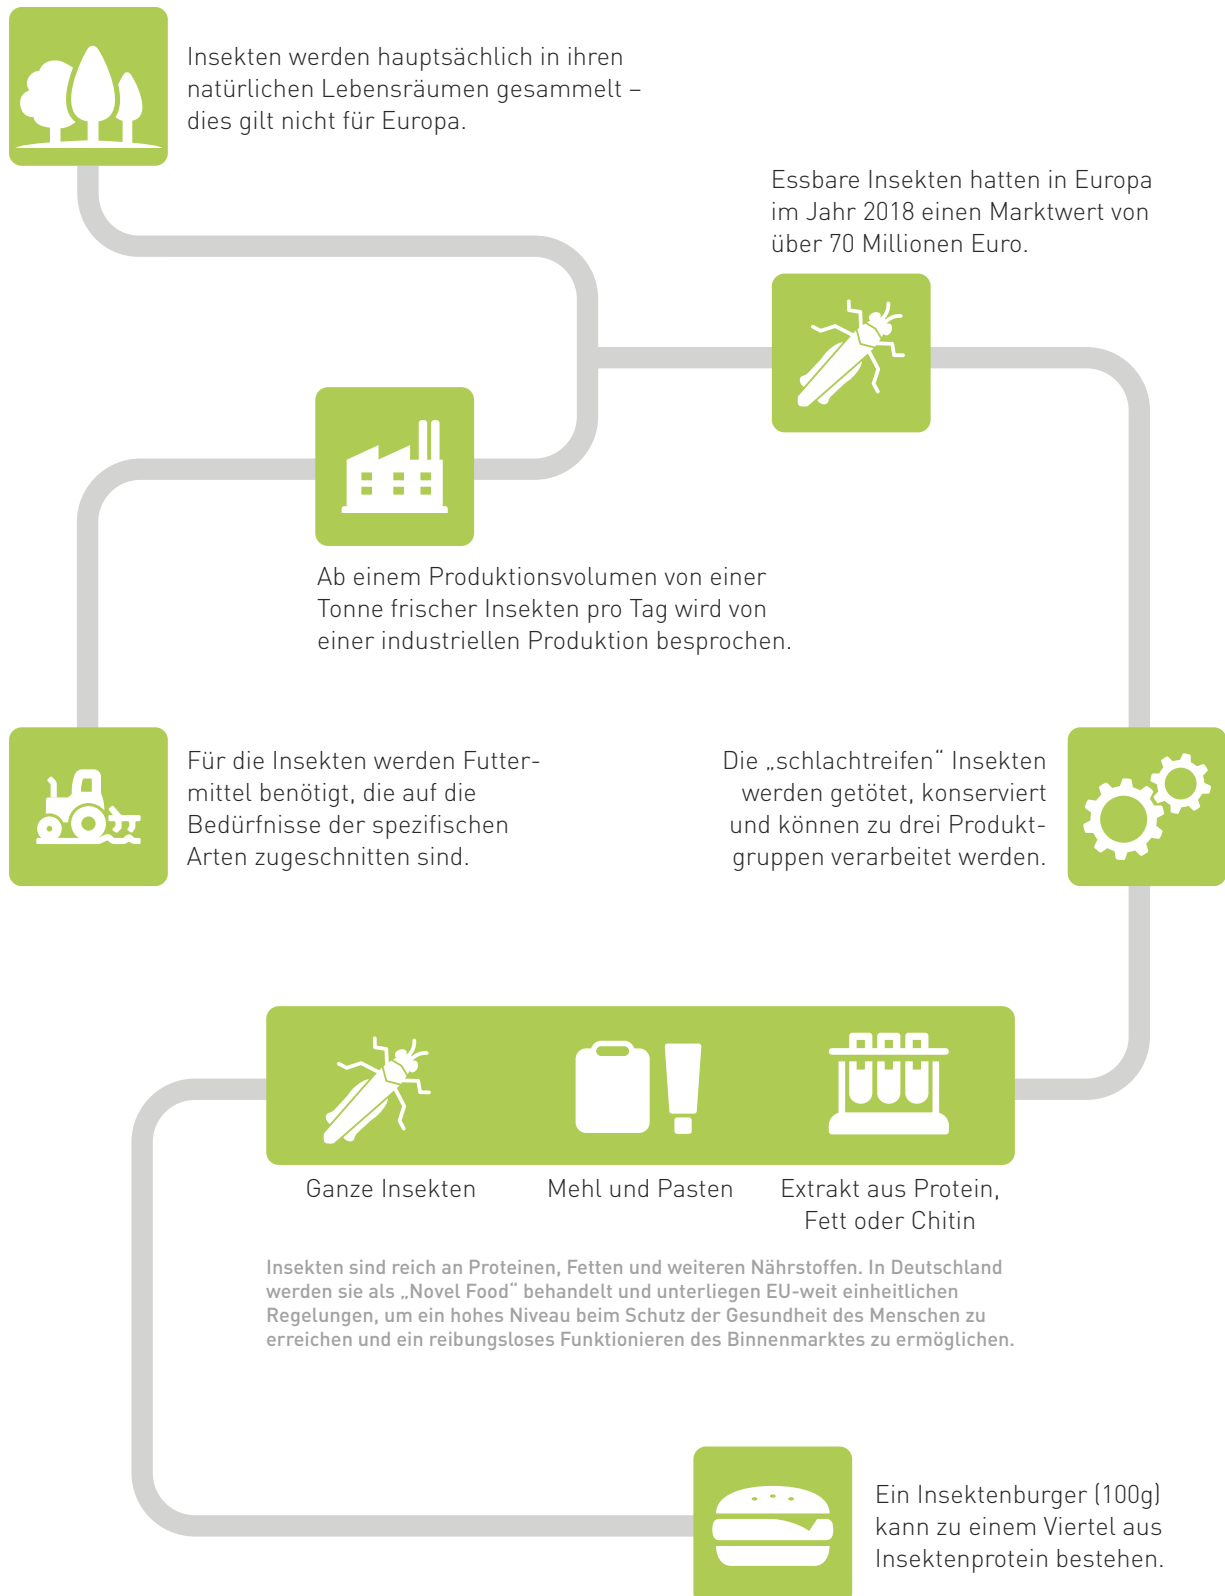 Insekten werden hauptsächlich in ihren
natürlichen Lebensräumen gesammelt –
dies gilt nicht für Europa.
Essbare Insekten hatten in Europa
im Jahr 2018 einen Marktwert von
über 70 Millionen Euro.
Ab einem Produktionsvolumen von einer
Tonne frischer Insekten pro Tag wird von
einer industriellen Produktion besprochen.
Für die Insekten werden Futter-
mittel benötigt, die auf die
Bedürfnisse der spezifischen
Arten zugeschnitten sind.
Die „schlachtreifen“ Insekten
werden getötet, konserviert
und können zu drei Produkt-
gruppen verarbeitet werden.
Ganze Insekten
Mehl und Pasten
Extrakt aus Protein,
Fett oder Chitin
Insekten sind reich an Proteinen, Fetten und weiteren Nährstoffen. In Deutschland
werden sie als „Novel Food“ behandelt und unterliegen EU-weit einheitlichen
Regelungen, um ein hohes Niveau beim Schutz der Gesundheit des Menschen zu
erreichen und ein reibungsloses Funktionieren des Binnenmarktes zu ermöglichen.
Ein Insektenburger (100g)
kann zu einem Viertel aus
Insektenprotein bestehen.